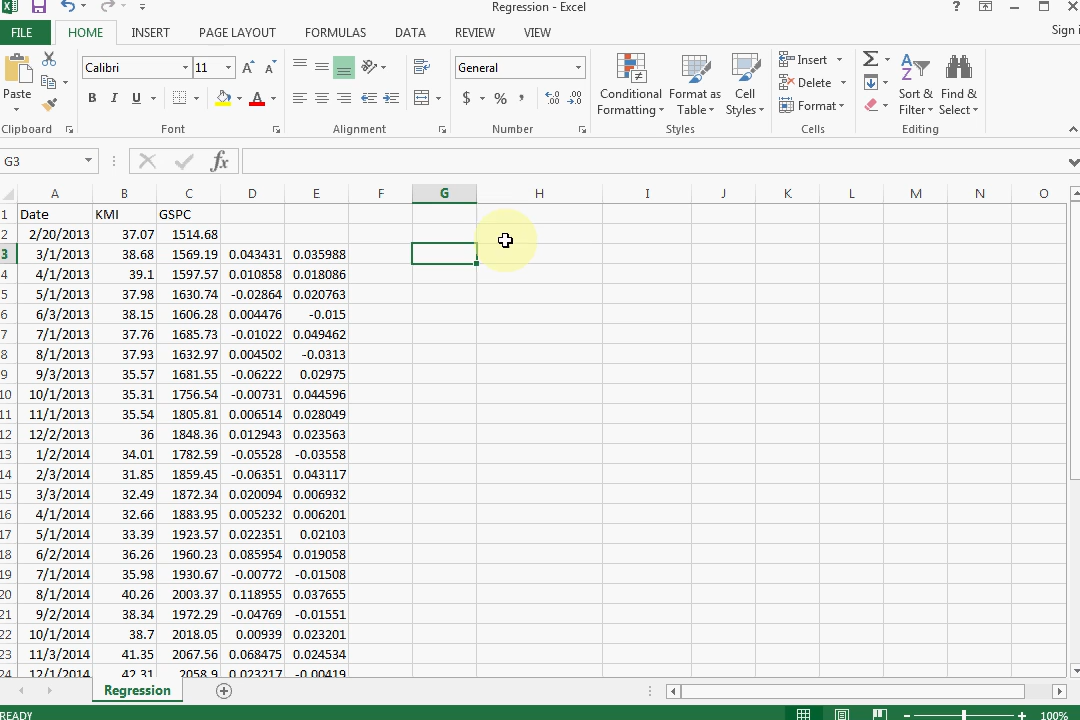 Regression - Excel
?
Sign i
FILE HOME INSERT PAGE LAYOUT FORMULAS DATA REVIEW VIEW
Paste
Calibri 11 A A
B I U A
General
$ % , .00 .0
Conditional Formatting
Format as Table
Cell Styles
Insert
Delete
Format
Sort & Filter
Find & Select
Clipboard Font Alignment Number Styles Cells Editing
G3 fx
A B C D E F G H I J K L M N O
1 Date KMI GSPC
2 2/20/2013 37.07 1514.68
3 3/1/2013 38.68 1569.19 0.043431 0.035988
4 4/1/2013 39.1 1597.57 0.010858 0.018086
5 5/1/2013 37.98 1630.74 -0.02864 0.020763
6 6/3/2013 38.15 1606.28 0.004476 -0.015
7 7/1/2013 37.76 1685.73 -0.01022 0.049462
8 8/1/2013 37.93 1632.97 0.004502 -0.0313
9 9/3/2013 35.57 1681.55 -0.06222 0.02975
10 10/1/2013 35.31 1756.54 -0.00731 0.044596
11 11/1/2013 35.54 1805.81 0.006514 0.028049
12 12/2/2013 36 1848.36 0.012943 0.023563
13 1/2/2014 34.01 1782.59 -0.05528 -0.03558
14 2/3/2014 31.85 1859.45 -0.06351 0.043117
15 3/3/2014 32.49 1872.34 0.020094 0.006932
16 4/1/2014 32.66 1883.95 0.005232 0.006201
17 5/1/2014 33.39 1923.57 0.022351 0.02103
18 6/2/2014 36.26 1960.23 0.085954 0.019058
19 7/1/2014 35.98 1930.67 -0.00772 -0.01508
20 8/1/2014 40.26 2003.37 0.118955 0.037655
21 9/2/2014 38.34 1972.29 -0.04769 -0.01551
22 10/1/2014 38.7 2018.05 0.00939 0.023201
23 11/3/2014 41.35 2067.56 0.068475 0.024534
24 12/1/2014 42.31 2058.9 0.023217 -0.00419
Regression
READY 100%